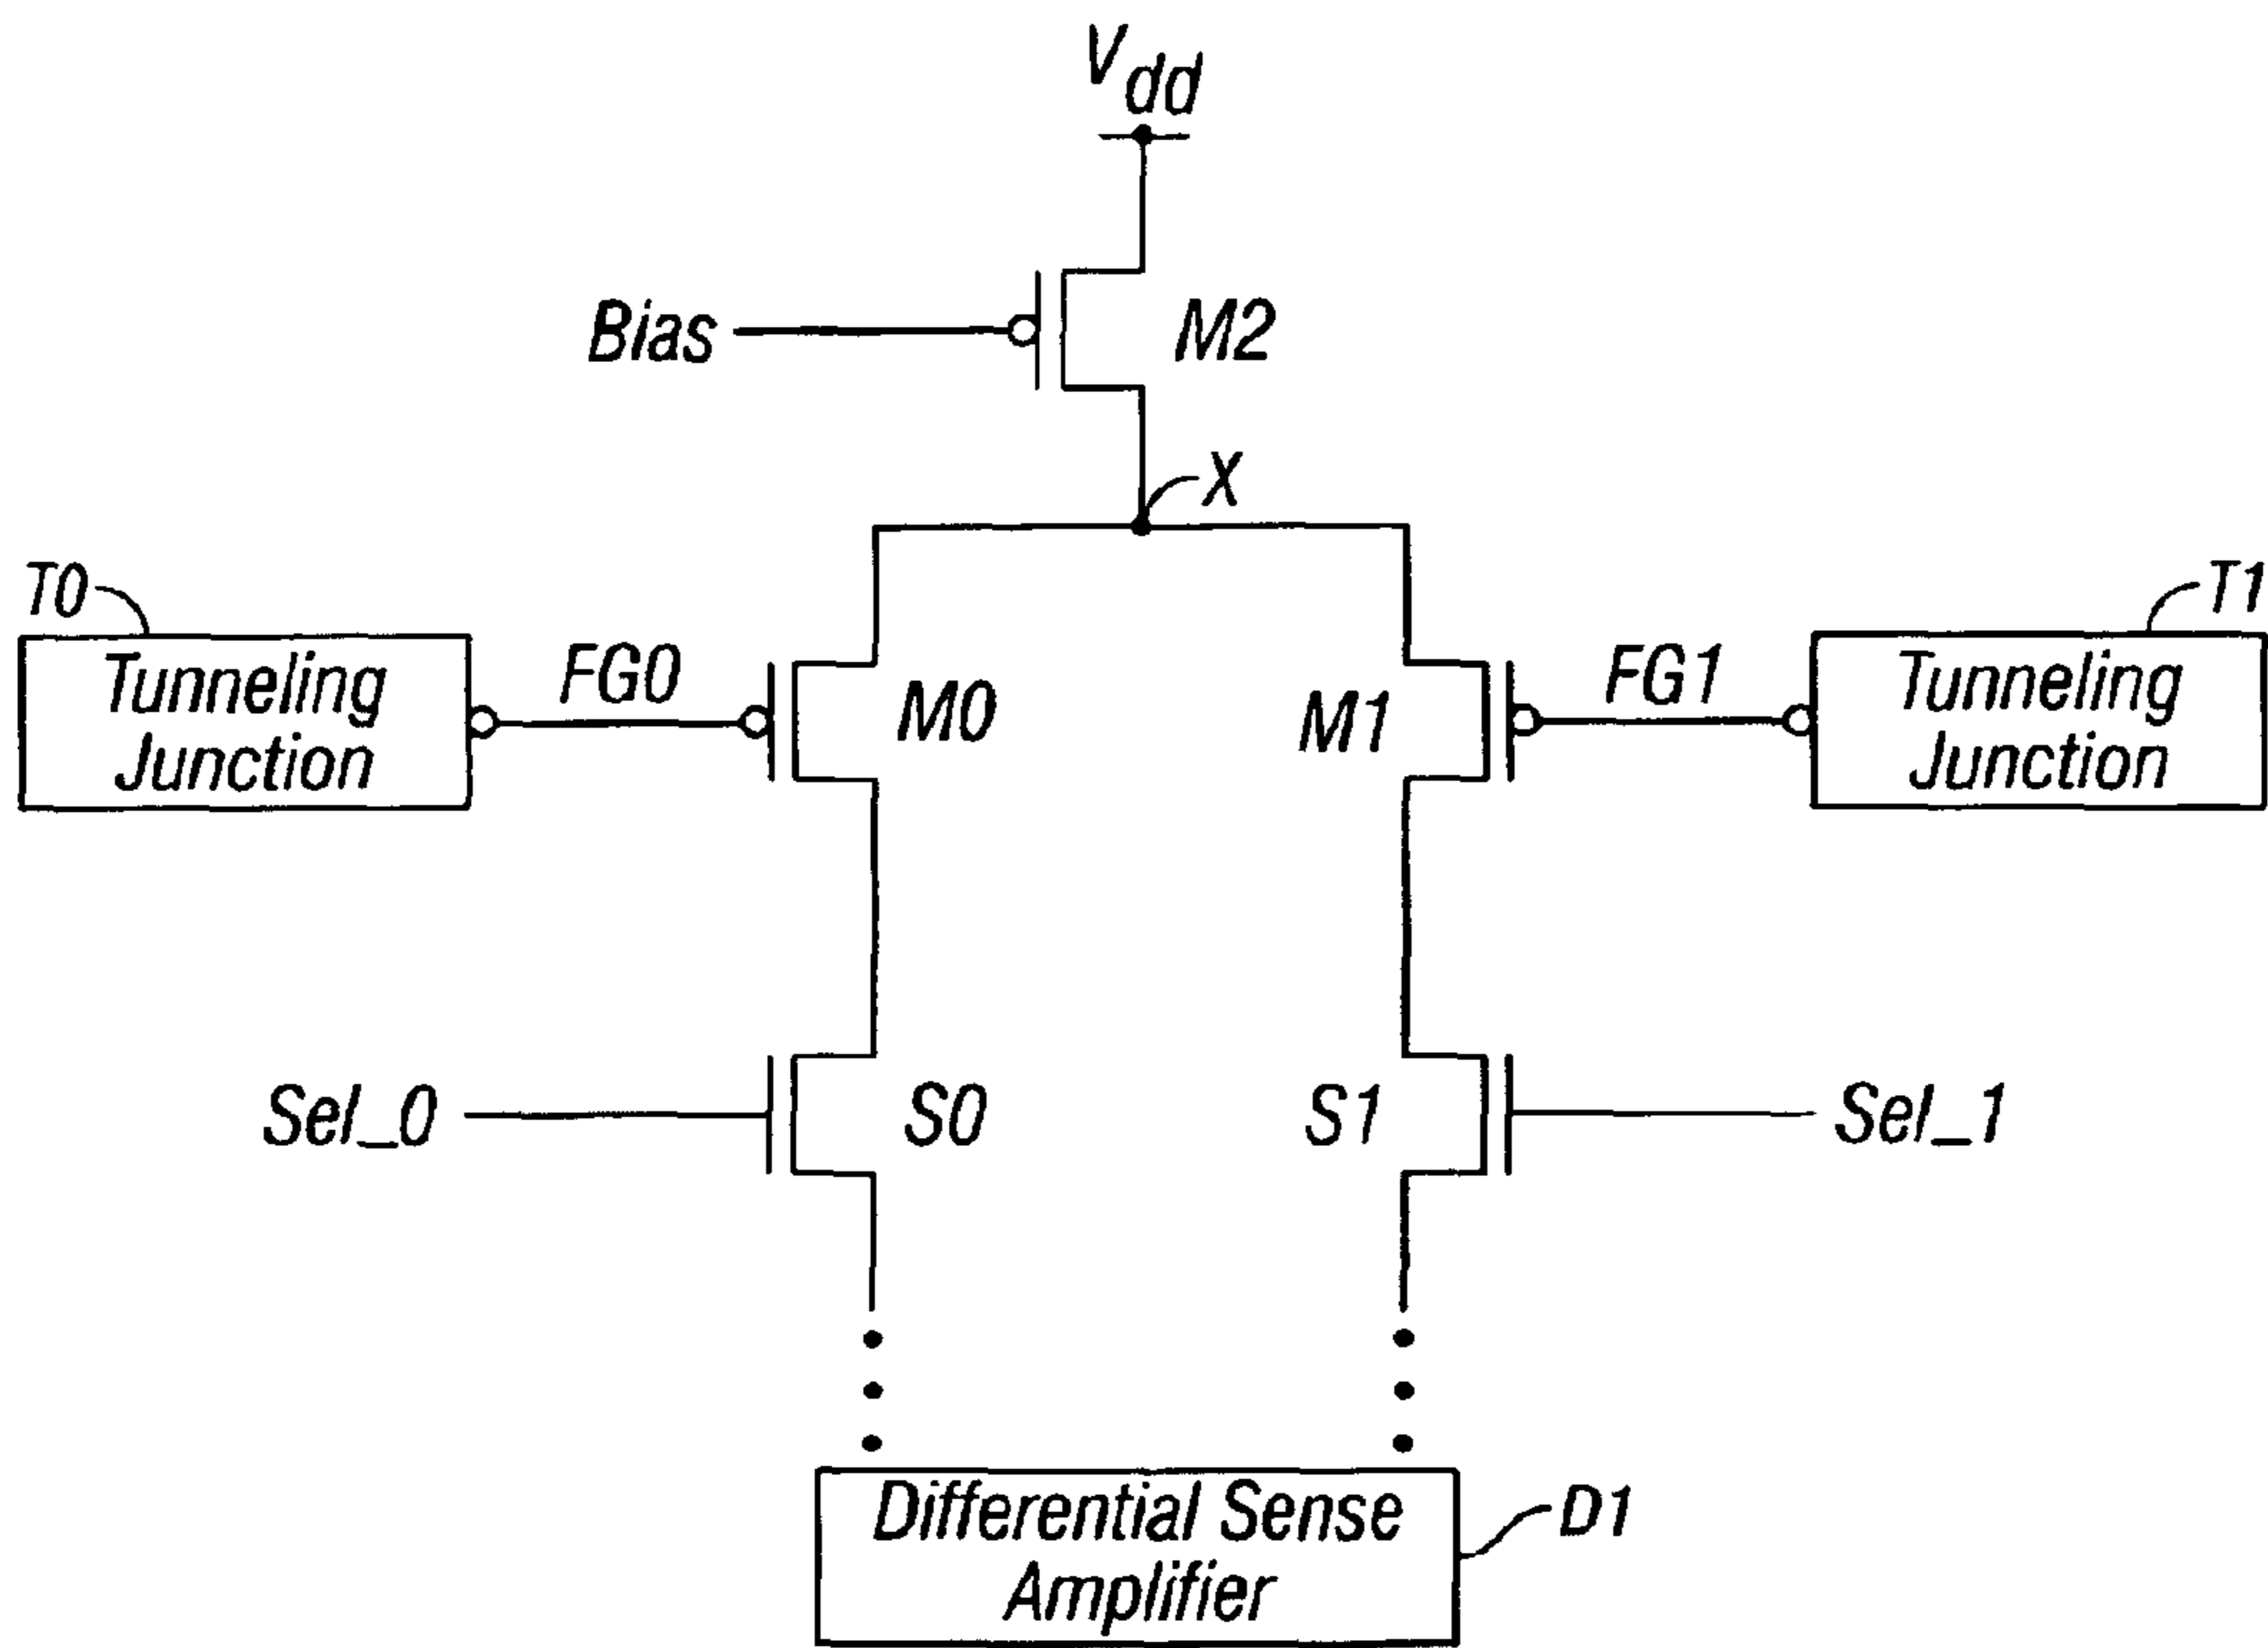 Vdd
Bias
M2
X
T0
T1
Tunneling
Junction
FG0
M0
M1
FG1
Tunneling
Junction
Sel_0
S0
S1
Sel_1
Differential Sense
Amplifier
D1